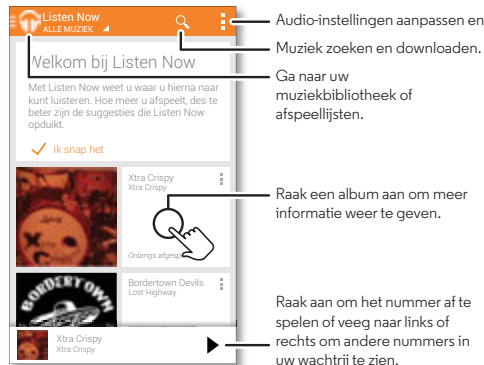 Listen Now
ALLE MUZIEK
Welkom bij Listen Now
Met Listen Now weet u waar u hierna naar
kunt luisteren. Hoe meer u afspeelt, des te
beter zijn de suggesties die Listen Now
opduikt.
Ik snap het
Xtra Crispy
Xtra Crispy
Onlangs afgesp
Bordertown Devils
Lost Highway
BORDERTOWN
Xtra Crispy
Xtra Crispy
Audio-instellingen aanpassen en
Muziek zoeken en downloaden.
Ga naar uw
muziekbibliotheek of
afspeellijsten.
Raak een album aan om meer
informatie weer te geven.
Raak aan om het nummer af te
spelen of veeg naar links of
rechts om andere nummers in
uw wachtrij te zien.